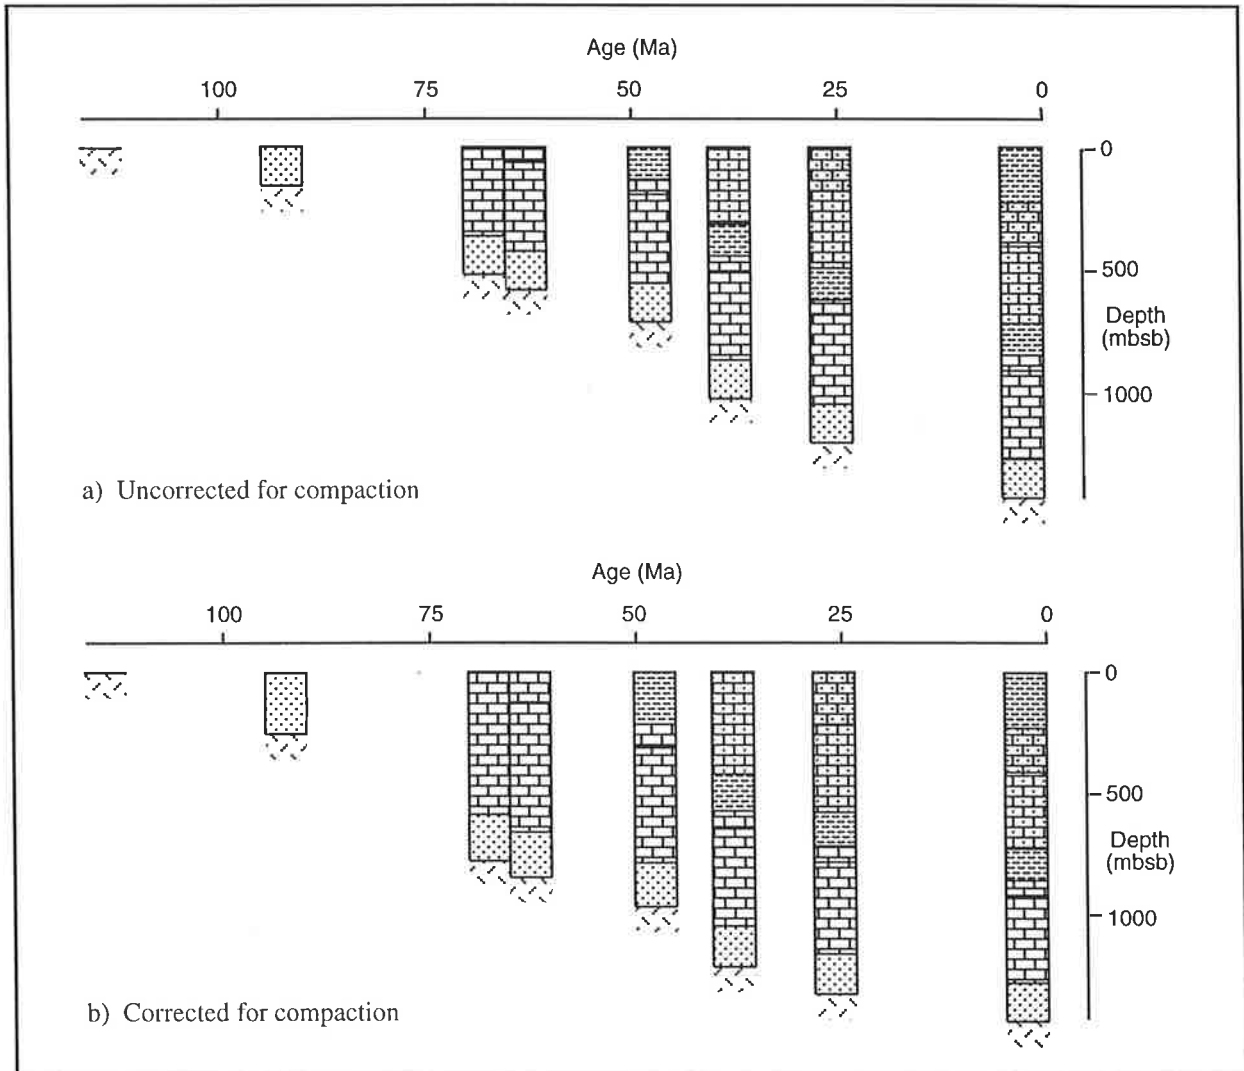 Age (Ma)
100 75 50 25 0
0
500
Depth
(mbsb)
1000
a) Uncorrected for compaction
Age (Ma)
100 75 50 25 0
0
500
Depth
(mbsb)
1000
b) Corrected for compaction